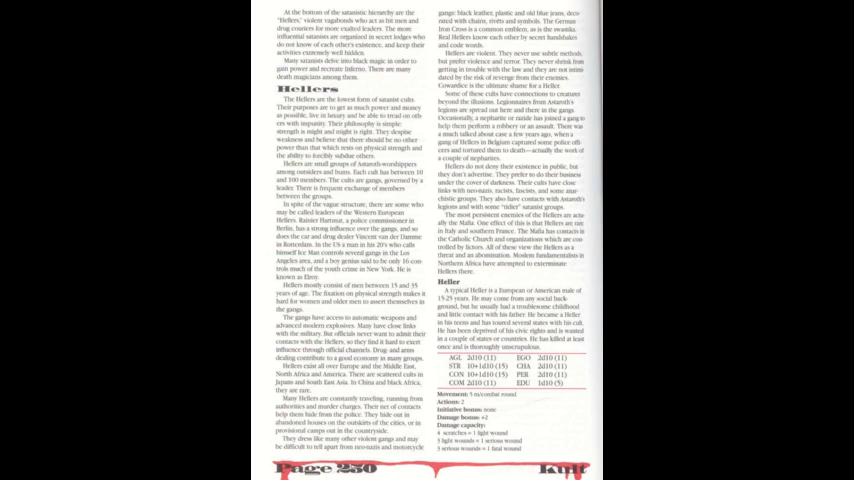 At the bottom of the satanistic hierarchy are the
"Hellers," violent vagabonds who act as hit men and
drug couriers for more exalted leaders. The more
influential satanists are organized in secret lodges who
do not know of each other's existence, and keep their
activities extremely well hidden.
Many satanists delve into black magic in order to
gain power and recreate Inferno. There are many
death magicians among them.
Hellers
The Hellers are the lowest form of satanist cults.
Their purposes are to get as much power and money
as possible, live in luxury and be able to tread on oth-
ers with impunity. Their philosophy is simple:
strength is might and might is right. They despise
weakness and believe that there should be no other
power than that which rests on physical strength and
the ability to forcibly subdue others.
Hellers are small groups of Astaroth-worshippers
among outsiders and bums. Each cult has between 10
and 100 members. The cults are gangs, governed by a
leader. There is frequent exchange of members
between the groups.
In spite of the vague structure, there are some who
may be called leaders of the Western European
Hellers. Rainier Hartmut, a police commissioner in
Berlin, has a strong influence over the gangs, and so
does the car and drug dealer Vincent van der Damme
in Rotterdam. In the US a man in his 20's who calls
himself Ice Man controls several gangs in the Los
Angeles area, and a boy genius said to be only 16 con-
trols much of the youth crime in New York. He is
known as Elroy.
Hellers mostly consist of men between 15 and 35
years of age. The fixation on physical strength makes it
hard for women and older men to assert themselves in
the gangs.
The gangs have access to automatic weapons and
advanced modern explosives. Many have close links
with the military. But officials never want to admit their
contacts with the Hellers, so they find it hard to exert
influence through official channels. Drug- and arms
dealing contribute to a good economy in many groups.
Hellers exist all over Europe and the Middle East,
North Africa and America. There are scattered cults in
Japan and South East Asia. In China and black Africa,
they are rare.
Many Hellers are constantly traveling, running from
authorities and murder charges. Their net of contacts
help them hide from the police. They hide out in
abandoned houses on the outskirts of the cities, or in
provisional camps out in the countryside.
They dress like many other violent gangs and may
be difficult to tell apart from neo-nazis and motorcycle
gangs: black leather, plastic and old blue jeans, deco-
rated with chains, rivets and symbols. The German
Iron Cross is a common emblem, as is the swastika.
Real Hellers know each other by secret handshakes
and code words.
Hellers are violent. They never use subtle methods,
but prefer violence and terror. They never shrink from
getting in trouble with the law and they are not intimi-
dated by the risk of revenge from their enemies.
Cowardice is the ultimate shame for a Heller.
Some of these cults have connections to creatures
beyond the illusions. Legionnaires from Astaroth's
legions are spread out here and there in the gangs.
Occasionally, a nepharite or razide has joined a gang to
help them perform a robbery or an assault. There was
a much talked about case a few years ago, when a
gang of Hellers in Belgium captured some police offi-
cers and tortured them to death—actually the work of
a couple of nepharites.
Hellers do not deny their existence in public, but
they don't advertise. They prefer to do their business
under the cover of darkness. Their cults have close
links with neo-nazis, racists, fascists, and some anar-
chistic groups. They also have contacts with Astaroth's
legions and with some "tidier" satanist groups.
The most persistent enemies of the Hellers are actu-
ally the Mafia. One effect of this is that Hellers are rare
in Italy and southern France. The Mafia has contacts in
the Catholic Church and organizations which are con-
trolled by lictors. All of these view the Hellers as a
threat and an abomination. Moslem fundamentalists in
Northern Africa have attempted to exterminate
Hellers there.
Heller
A typical Heller is a European or American male of
15-25 years. He may come from any social back-
ground, but he usually had a troublesome childhood
and little contact with his father. He became a Heller
in his teens and has toured several states with his cult.
He has been deprived of his civic rights and is wanted
in a couple of states or countries. He has killed at least
once and is thoroughly unscrupulous.
AGL 2d10 (11) EGO 2d10 (11)
STR 10+1d10 (15) CHA 2d10 (11)
CON 10+1d10 (15) PER 2d10 (11)
COM 2d10 (11) EDU 1d10 (5)
Movement: 5 m/combat round
Actions: 2
Initiative bonus: none
Damage bonus: +2
Damage capacity:
4 scratches = 1 light wound
3 light wounds = 1 serious wound
3 serious wounds = 1 fatal wound
Page 250
Kult